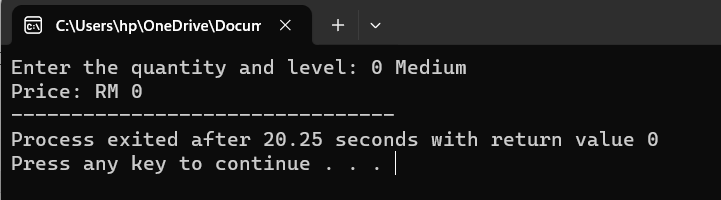 C:\Users\hp\OneDrive\Docum
Enter the quantity and level: 0 Medium
Price: RM 0
--------------------------------
Process exited after 20.25 seconds with return value 0
Press any key to continue . . .